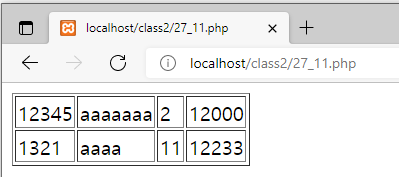 localhost/class2/27_11.php
localhost/class2/27_11.php
12345 aaaaaaa 2 12000
1321 aaaa 11 12233